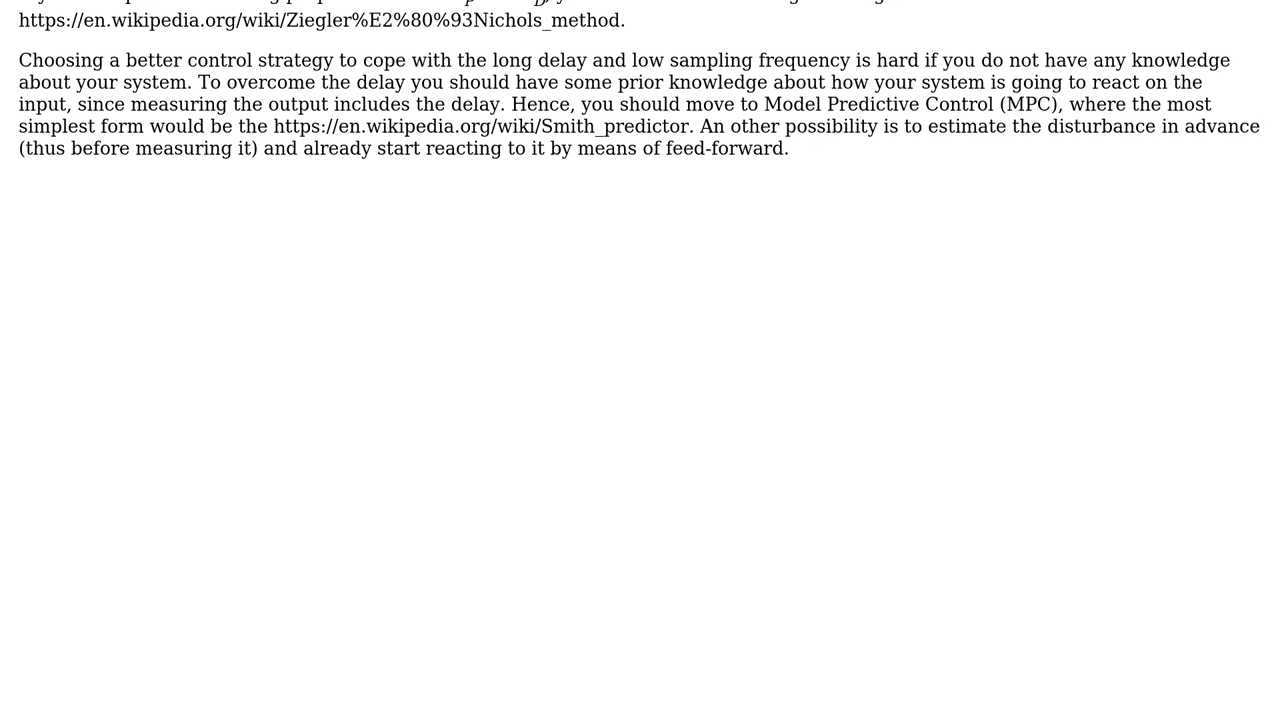 https://en.wikipedia.org/wiki/Ziegler%E2%80%93Nichols_method.
Choosing a better control strategy to cope with the long delay and low sampling frequency is hard if you do not have any knowledge
about your system. To overcome the delay you should have some prior knowledge about how your system is going to react on the
input, since measuring the output includes the delay. Hence, you should move to Model Predictive Control (MPC), where the most
simplest form would be the https://en.wikipedia.org/wiki/Smith_predictor. An other possibility is to estimate the disturbance in advance
(thus before measuring it) and already start reacting to it by means of feed-forward.